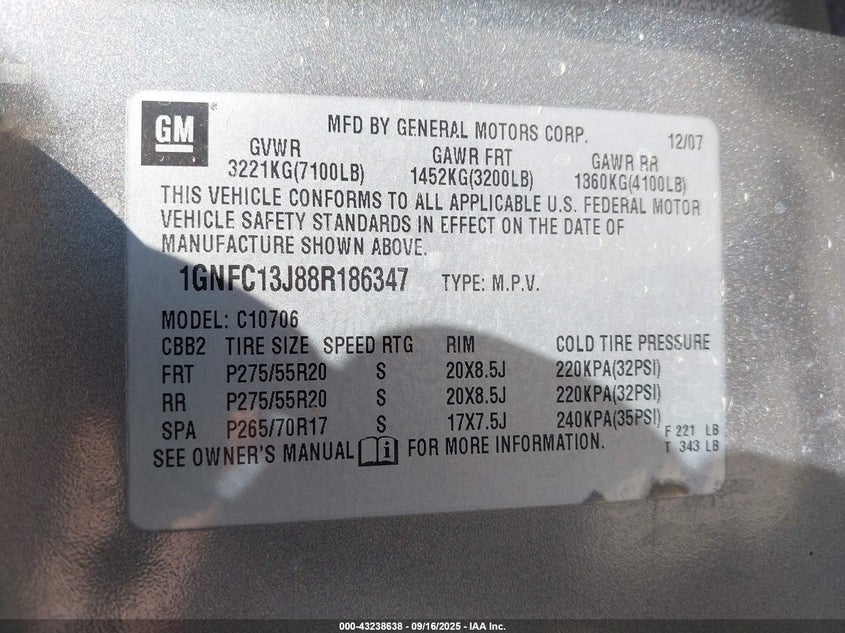 GM
MFD BY GENERAL MOTORS CORP. 12/07
GVWR GAWR FRT GAWR RR
3221KG(7100LB) 1452KG(3200LB) 1360KG(4100LB)
THIS VEHICLE CONFORMS TO ALL APPLICABLE U.S. FEDERAL MOTOR
VEHICLE SAFETY STANDARDS IN EFFECT ON THE DATE OF
MANUFACTURE SHOWN ABOVE.
1GNFC13J88R186347 TYPE: M.P.V.
MODEL: C10706
CBB2 TIRE SIZE SPEED RTG RIM COLD TIRE PRESSURE
FRT P275/55R20 S 20X8.5J 220KPA(32PSI)
RR P275/55R20 S 20X8.5J 220KPA(32PSI)
SPA P265/70R17 S 17X7.5J 240KPA(35PSI)
F 221 LB
T 343 LB
SEE OWNER'S MANUAL i FOR MORE INFORMATION.
000-43238638 - 09/16/2025 - IAA Inc.